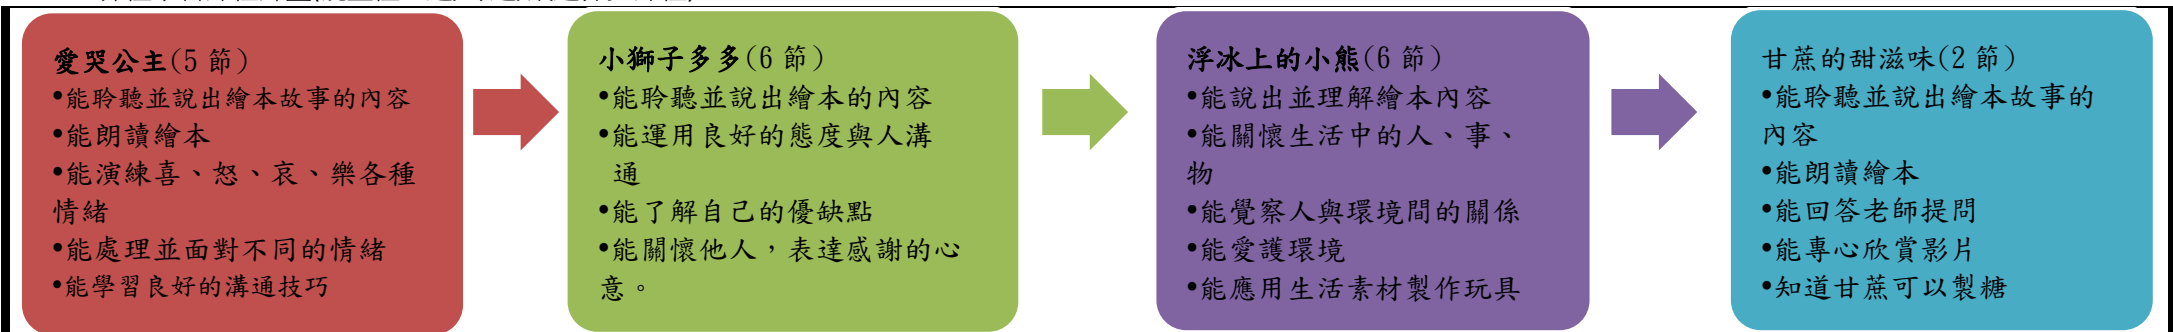 愛哭公主(5 節)
•能聆聽並說出繪本故事的內容
•能朗讀繪本
•能演練喜、怒、哀、樂各種
情緒
•能處理並面對不同的情緒
•能學習良好的溝通技巧
小獅子多多(6 節)
•能聆聽並說出繪本的內容
•能運用良好的態度與人溝
通
•能了解自己的優缺點
•能關懷他人，表達感謝的心
意。
浮冰上的小熊(6 節)
•能說出並理解繪本內容
•能關懷生活中的人、事、
物
•能覺察人與環境間的關係
•能愛護環境
•能應用生活素材製作玩具
甘蔗的甜滋味(2 節)
•能聆聽並說出繪本故事的
內容
•能朗讀繪本
•能回答老師提問
•能專心欣賞影片
•知道甘蔗可以製糖